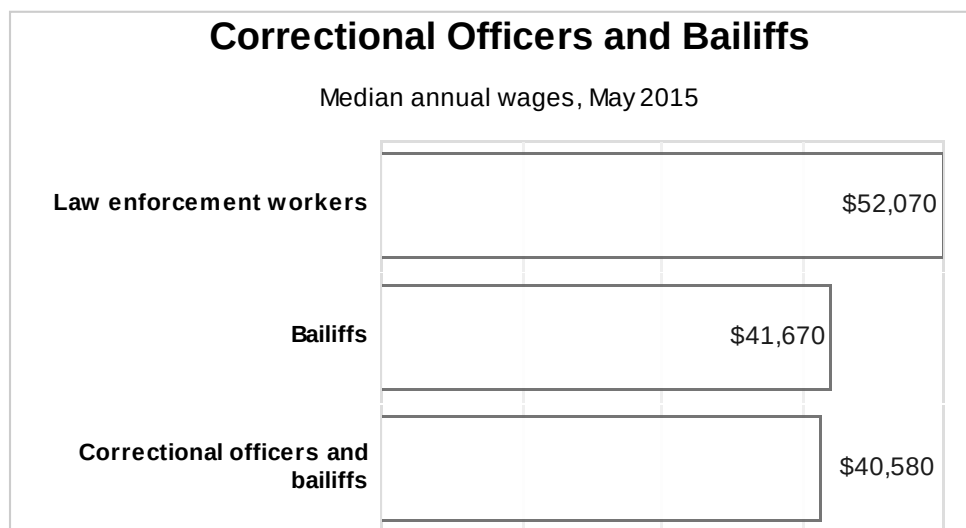 Correctional Officers and Bailiffs
Median annual wages, May 2015
Law enforcement workers
$52,070
Bailiffs
$41,670
Correctional officers and
bailiffs
$40,580